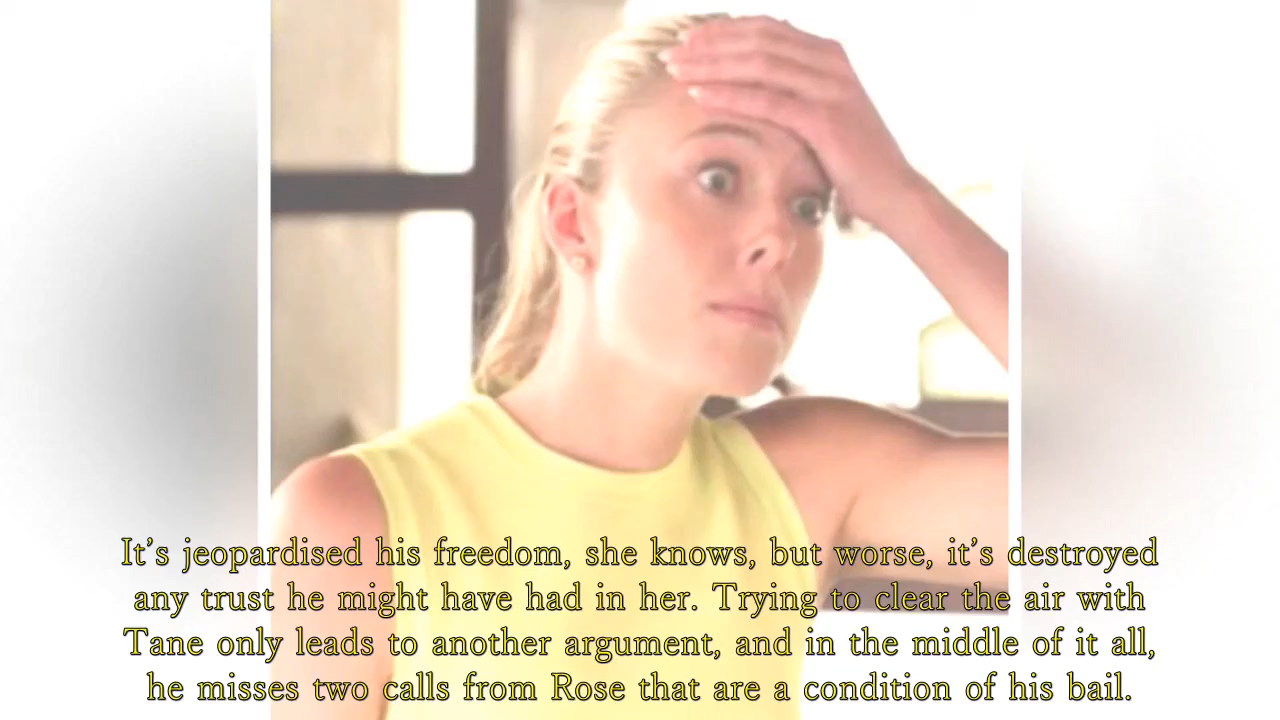 It’s jeopardised his freedom, she knows, but worse, it’s destroyed
any trust he might have had in her. Trying to clear the air with
Tane only leads to another argument, and in the middle of it all,
he misses two calls from Rose that are a condition of his bail.